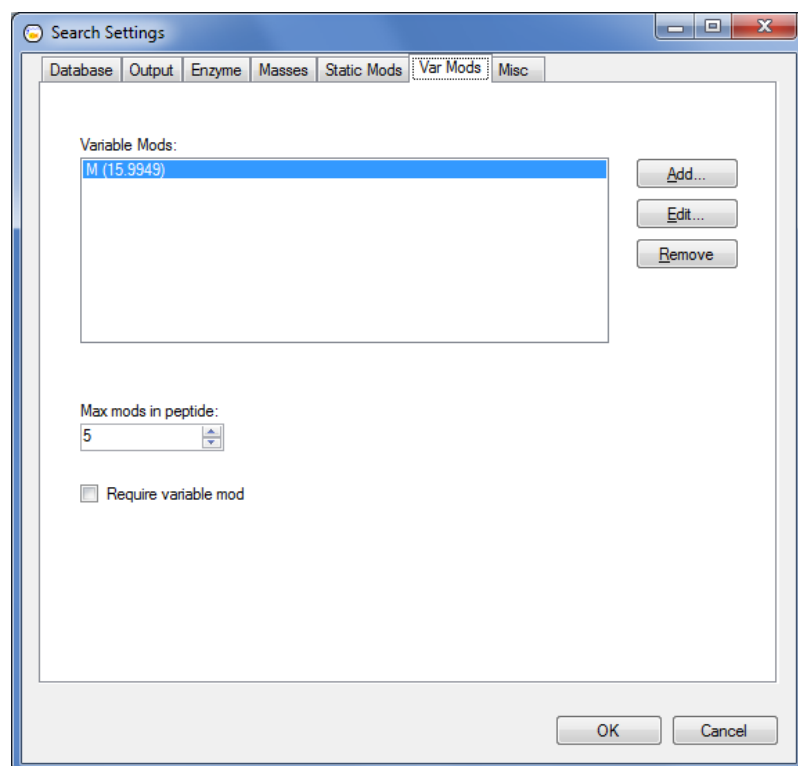 Search Settings
Database Output Enzyme Masses Static Mods Var Mods Misc
Variable Mods:
M (15.9949)
Add...
Edit...
Remove
Max mods in peptide:
5
Require variable mod
OK Cancel